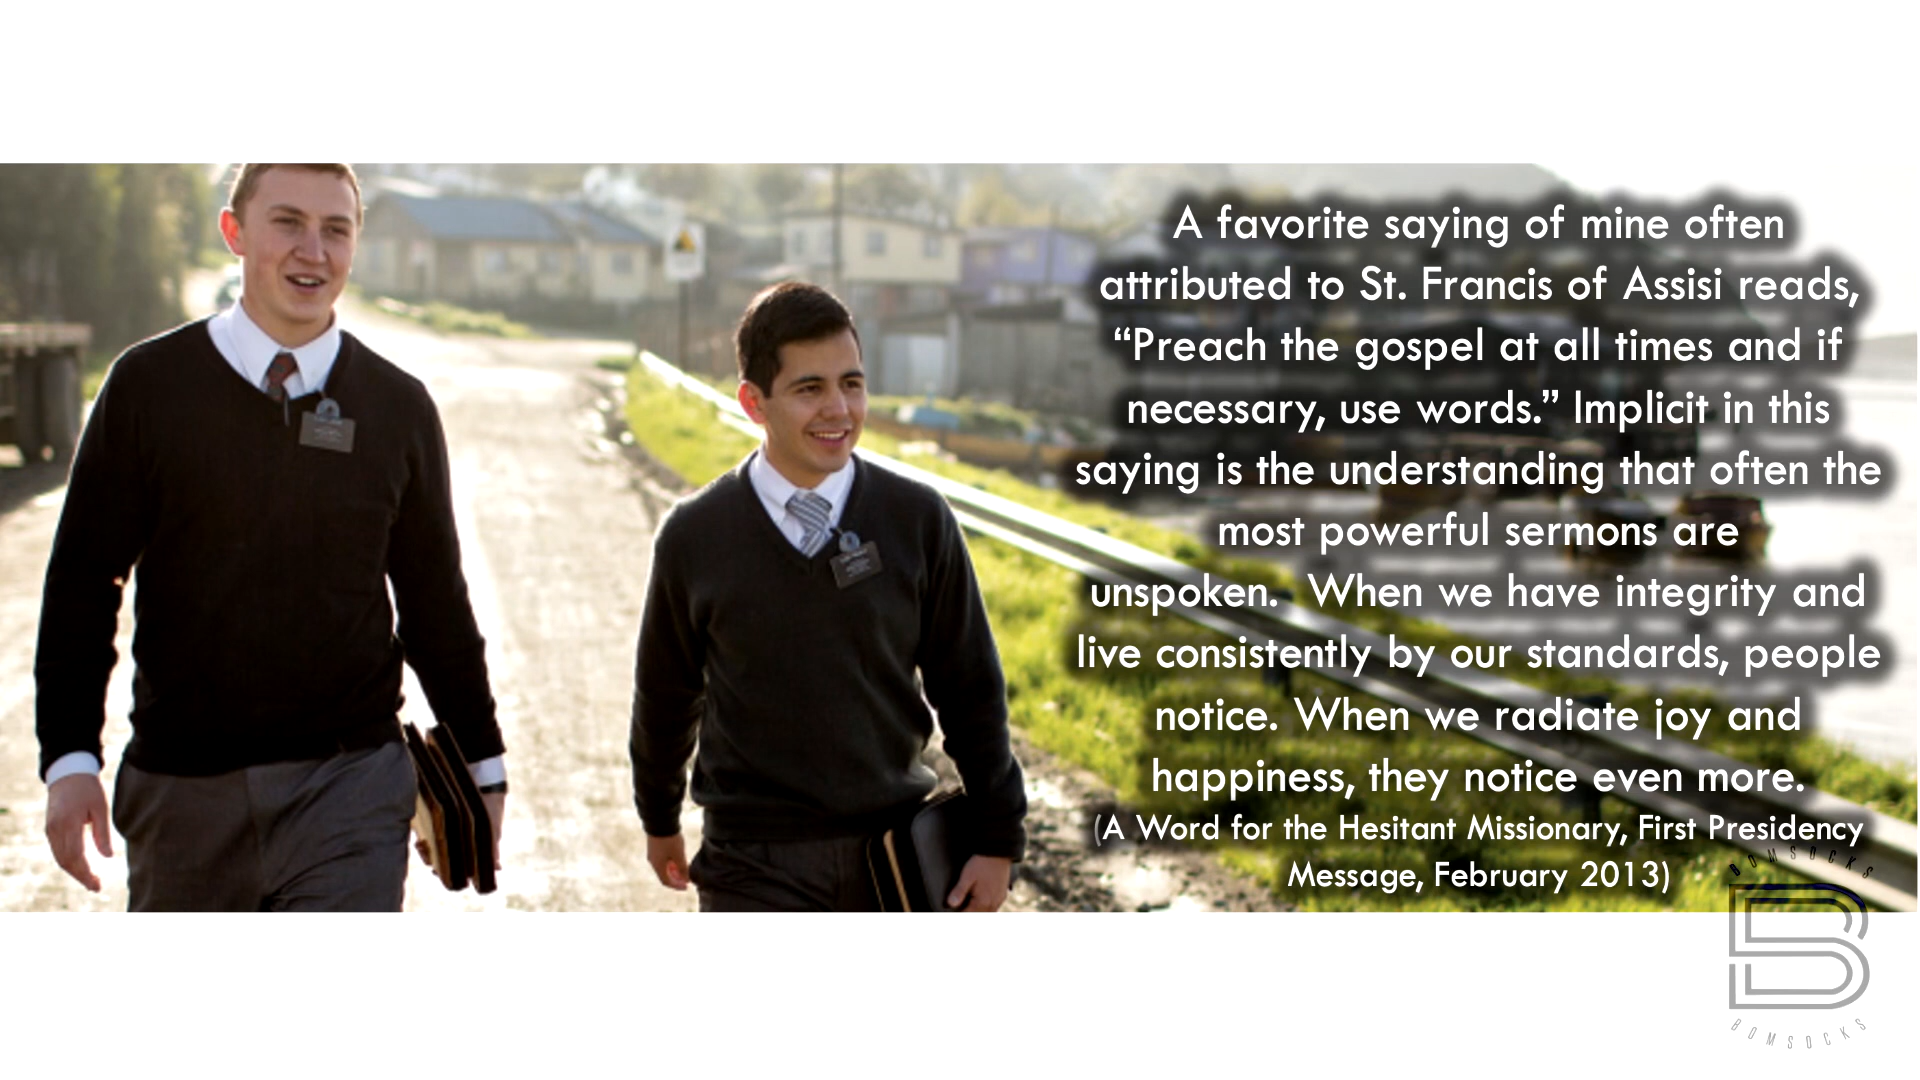 A favorite saying of mine often
attributed to St. Francis of Assisi reads,
“Preach the gospel at all times and if
necessary, use words.” Implicit in this
saying is the understanding that often the
most powerful sermons are
unspoken.  When we have integrity and
live consistently by our standards, people
notice. When we radiate joy and
happiness, they notice even more.
(A Word for the Hesitant Missionary, First Presidency
Message, February 2013)
BOMSOCKS
B
BOMSOCKS